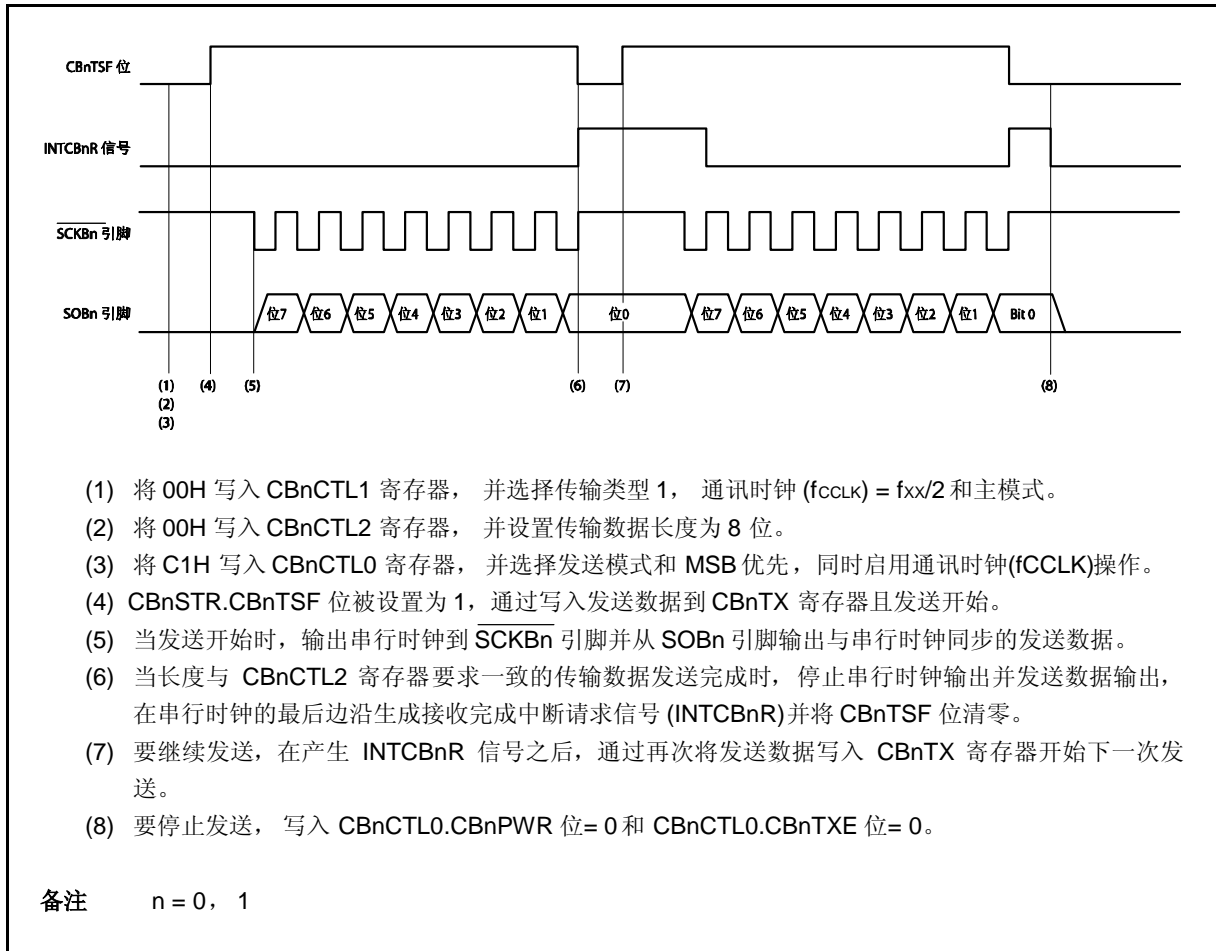 CBnTSF 位
INTCBnR 信号
SCKBn 引脚
SOBn 引脚
位7 位6 位5 位4 位3 位2 位1 位0 位7 位6 位5 位4 位3 位2 位1 Bit 0
(1) (4) (5) (6) (7) (8)
(2)
(3)
(1) 将 00H 写入 CBnCTL1 寄存器， 并选择传输类型 1， 通讯时钟 (fCCLK) = fXX/2 和主模式。
(2) 将 00H 写入 CBnCTL2 寄存器， 并设置传输数据长度为 8 位。
(3) 将 C1H 写入 CBnCTL0 寄存器， 并选择发送模式和 MSB 优先，同时启用通讯时钟(fCCLK)操作。
(4) CBnSTR.CBnTSF 位被设置为 1，通过写入发送数据到 CBnTX 寄存器且发送开始。
(5) 当发送开始时，输出串行时钟到 SCKBn 引脚并从 SOBn 引脚输出与串行时钟同步的发送数据。
(6) 当长度与 CBnCTL2 寄存器要求一致的传输数据发送完成时，停止串行时钟输出并发送数据输出，
在串行时钟的最后边沿生成接收完成中断请求信号 (INTCBnR)并将 CBnTSF 位清零。
(7) 要继续发送，在产生 INTCBnR 信号之后，通过再次将发送数据写入 CBnTX 寄存器开始下一次发
送。
(8) 要停止发送， 写入 CBnCTL0.CBnPWR 位= 0 和 CBnCTL0.CBnTXE 位= 0。
备注 n = 0， 1